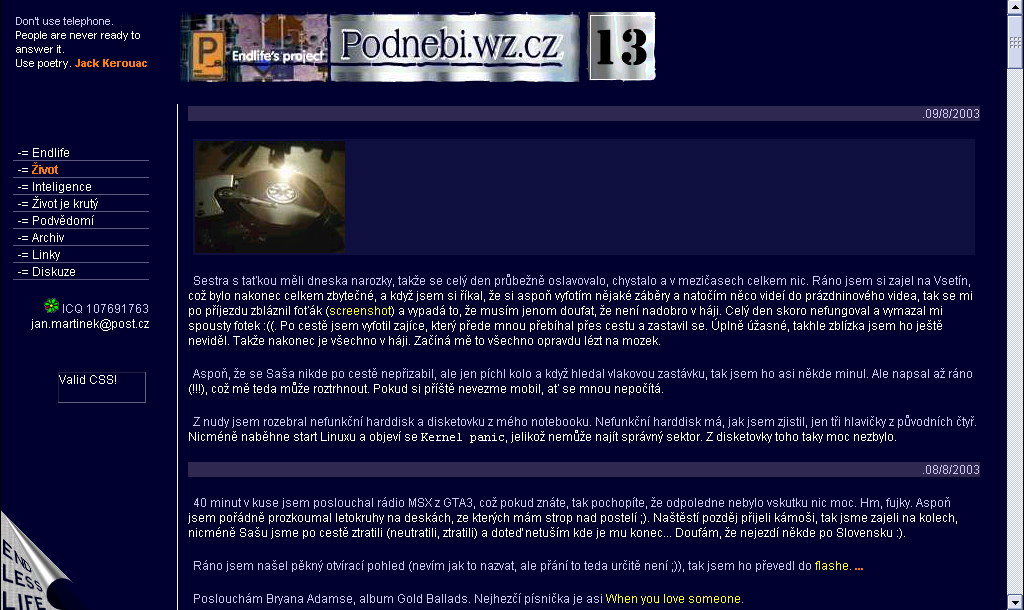 Don't use telephone.
People are never ready to
answer it.
Use poetry. Jack Kerouac
P
Endlife's project
Podnebi.wz.cz
13
-= Endlife
-= Život
-= Inteligence
-= Život je krutý
-= Podvědomí
-= Archiv
-= Linky
-= Diskuze
ICQ 107691763
jan.martinek@post.cz
Valid CSS!
END
LESS
LIFE
.09/8/2003
Sestra s taťkou měli dneska narozky, takže se celý den průbežně oslavovalo, chystalo a v mezičasech celkem nic. Ráno jsem si zajel na Vsetín,
což bylo nakonec celkem zbytečné, a když jsem si říkal, že si aspoň vyfotím nějaké záběry a natočím něco videí do prázdninového videa, tak se mi
po příjezdu zbláznil foťák (screenshot) a vypadá to, že musím jenom doufat, že není nadobro v háji. Celý den skoro nefungoval a vymazal mi
spousty fotek :((. Po cestě jsem vyfotil zajíce, který přede mnou přebíhal přes cestu a zastavil se. Úplně úžasné, takhle zblízka jsem ho ještě
neviděl. Takže nakonec je všechno v háji. Začíná mě to všechno opravdu lézt na mozek.
Aspoň, že se Saša nikde po cestě nepřizabil, ale jen píchl kolo a když hledal vlakovou zastávku, tak jsem ho asi někde minul. Ale napsal až ráno
(!!!), což mě teda může roztrhnout. Pokud si příště nevezme mobil, ať se mnou nepočítá.
Z nudy jsem rozebral nefunkční harddisk a disketovku z mého notebooku. Nefunkční harddisk má, jak jsem zjistil, jen tři hlavičky z původních čtyř.
Nicméně naběhne start Linuxu a objeví se Kernel panic, jelikož nemůže najít správný sektor. Z disketovky toho taky moc nezbylo.
.08/8/2003
40 minut v kuse jsem poslouchal rádio MSX z GTA3, což pokud znáte, tak pochopíte, že odpoledne nebylo vskutku nic moc. Hm, fujky. Aspoň
jsem pořádně prozkoumal letokruhy na deskách, ze kterých mám strop nad postelí ;). Naštěstí později přijeli kámoši, tak jsme zajeli na kolech,
nicméně Sašu jsme po cestě ztratili (neutratili, ztratili) a doteď netuším kde je mu konec... Doufám, že nejezdí někde po Slovensku :).
Ráno jsem našel pěkný otvírací pohled (nevím jak to nazvat, ale přání to teda určitě není ;)), tak jsem ho převedl do flashe. ...
Poslouchám Bryana Adamse, album Gold Ballads. Nejhezčí písnička je asi When you love someone.